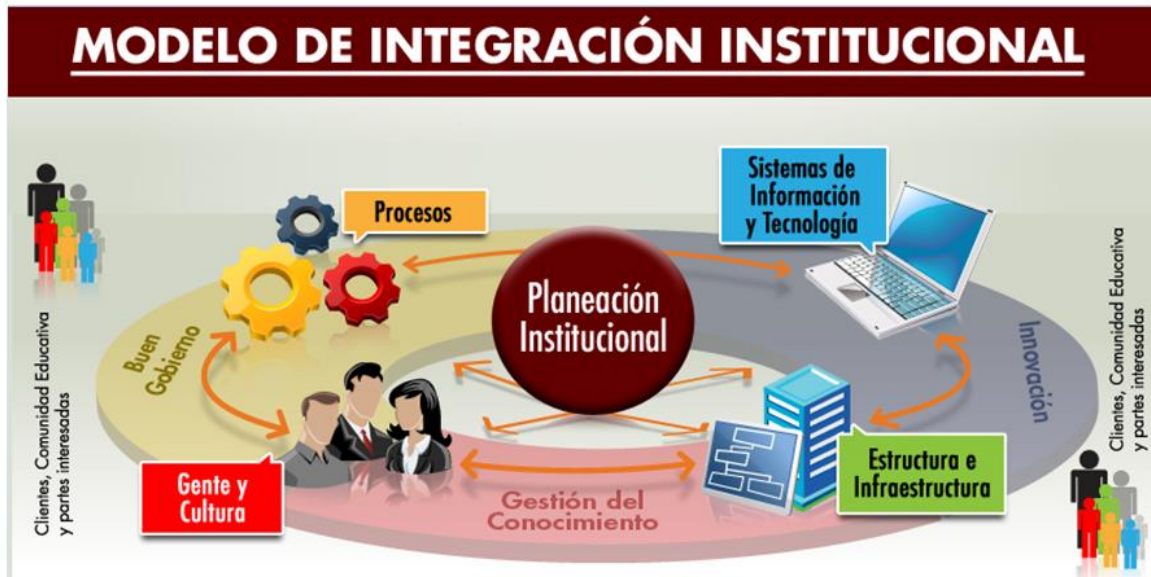 MODELO DE INTEGRACIÓN INSTITUCIONAL
Sistemas de
Información
y Tecnología
Procesos
Planeación
Institucional
Buen
Gobierno
Innovación
Clientes, Comunidad Educativa
y partes interesadas
Clientes, Comunidad Educativa
y partes interesadas
Gente y
Cultura
Estructura e
Infraestructura
Gestión del
Conocimiento